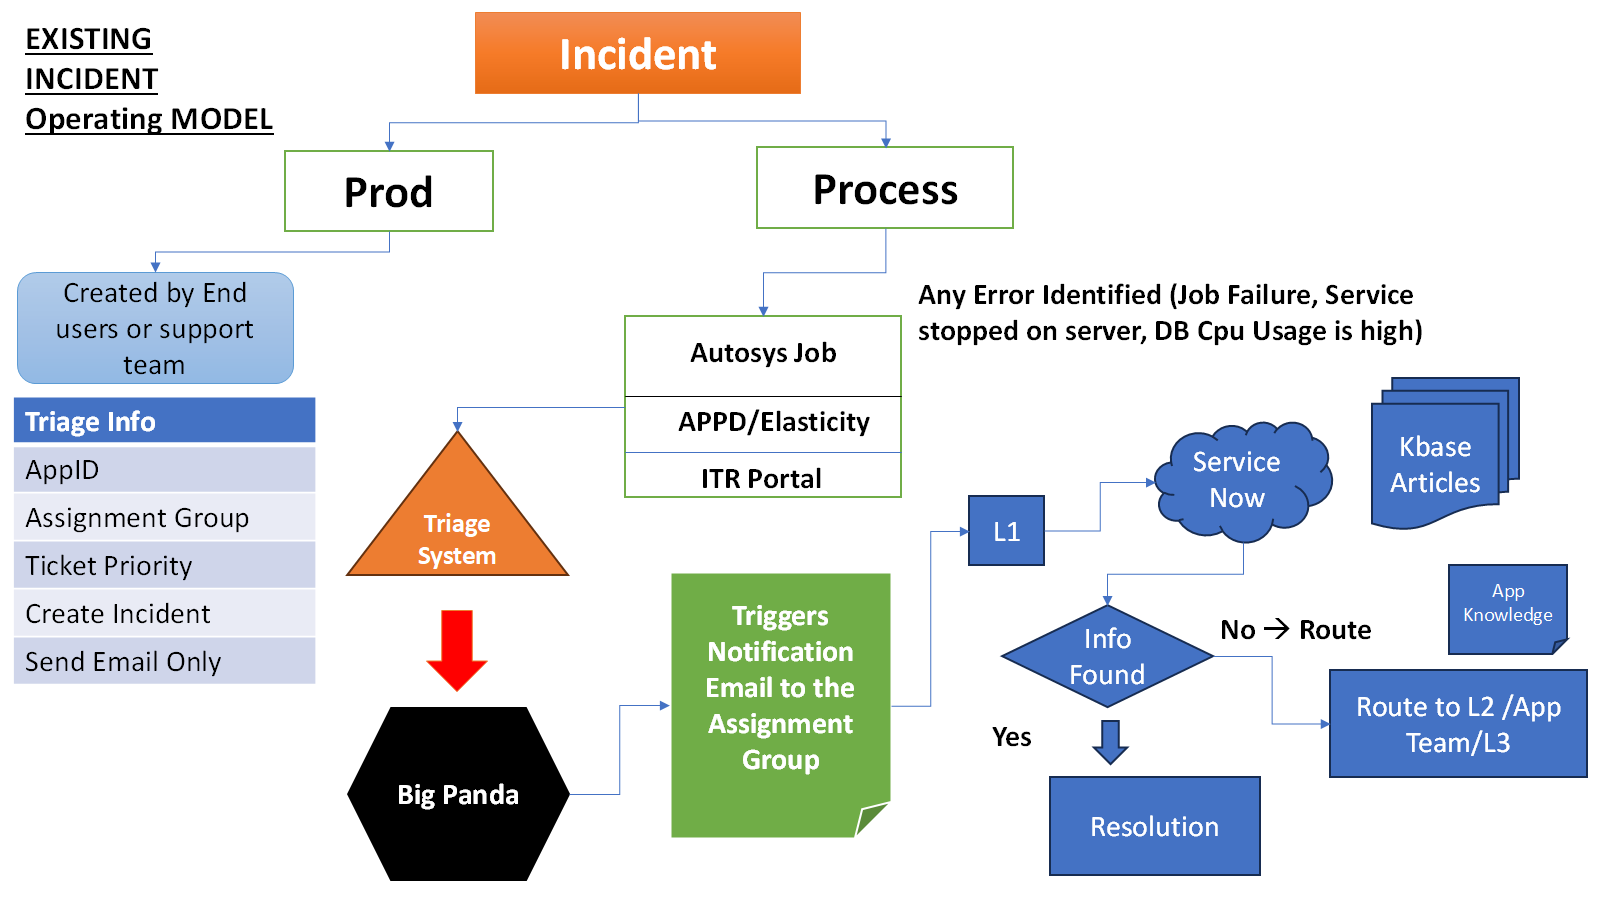 EXISTING
INCIDENT
Operating MODEL
Incident
Prod
Process
Created by End
users or support
team
Triage Info
AppID
Assignment Group
Ticket Priority
Create Incident
Send Email Only
Autosys Job
APPD/Elasticity
ITR Portal
Any Error Identified (Job Failure, Service
stopped on server, DB Cpu Usage is high)
Triage
System
Big Panda
Triggers
Notification
Email to the
Assignment
Group
L1
Service
Now
Kbase
Articles
App
Knowledge
Info
Found
No → Route
Route to L2 /App
Team/L3
Yes
Resolution